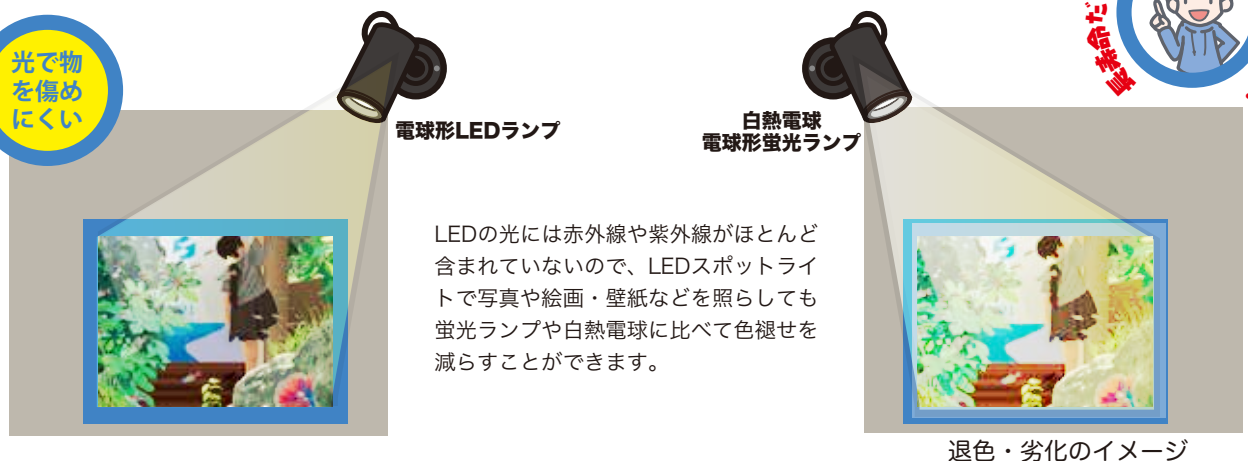 光で物
を傷め
にくい
電球形LEDランプ
白熱電球
電球形蛍光ランプ
長寿命だ
LEDの光には赤外線や紫外線がほとんど
含まれていないので、LEDスポットライ
トで写真や絵画・壁紙などを照らしても
蛍光ランプや白熱電球に比べて色褪せを
減らすことができます。
退色・劣化のイメージ